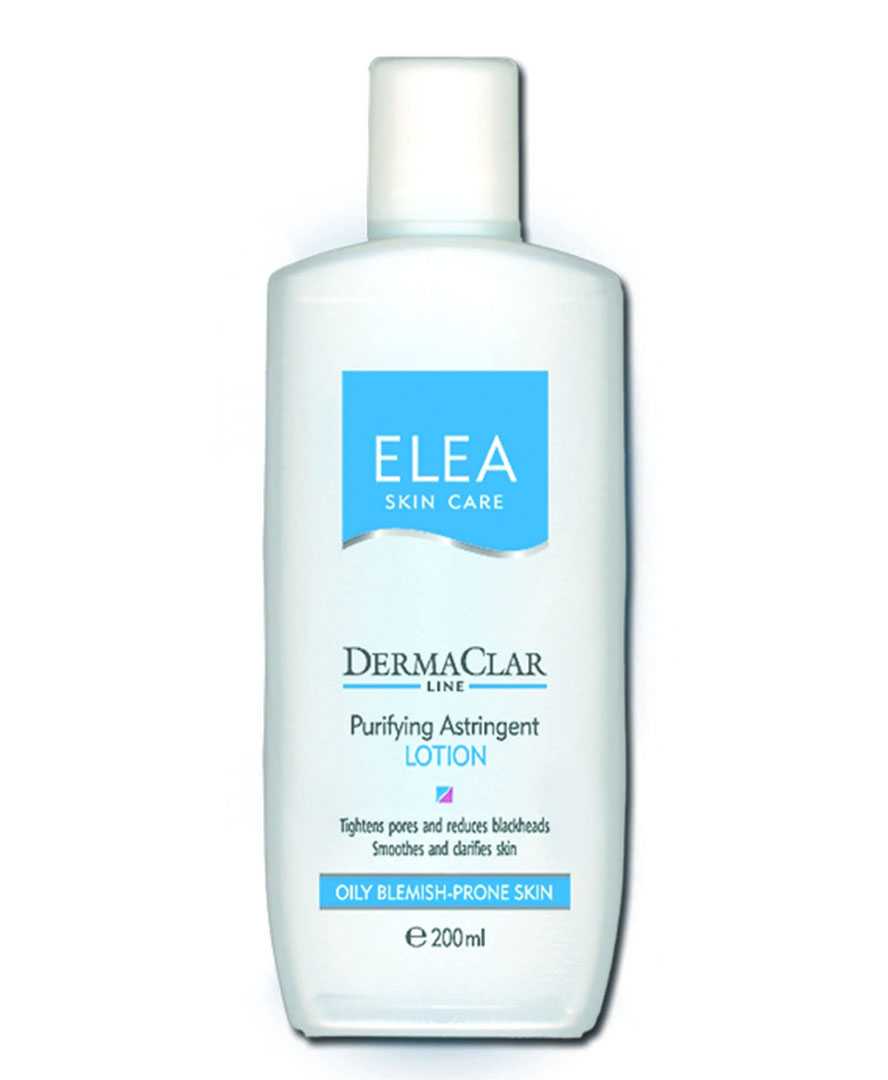 ELEA
SKIN CARE
DERMACLAR
LINE
Purifying Astringent
LOTION
Tightens pores and reduces blackheads
Smoothes and clarifies skin
OILY BLEMISH-PRONE SKIN
℮ 200ml